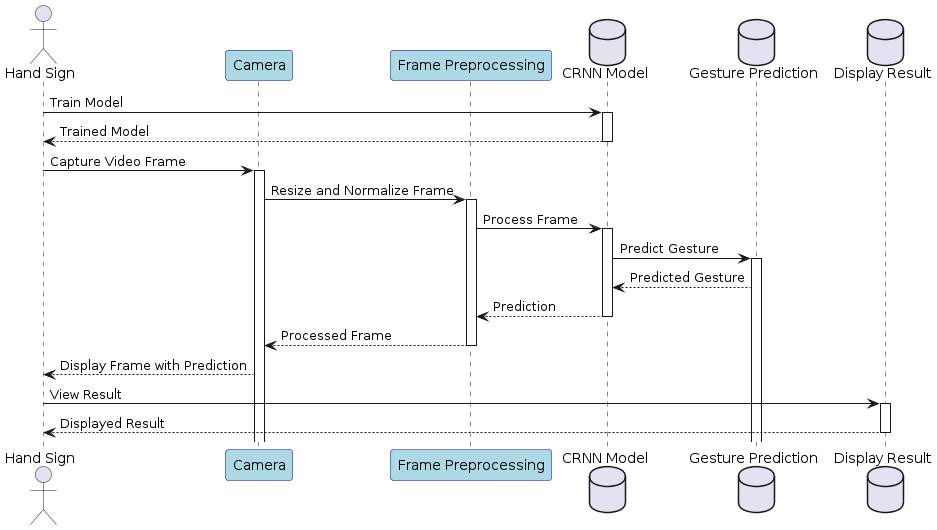 Hand Sign
Camera
Frame Preprocessing
CRNN Model
Gesture Prediction
Display Result
Train Model
Trained Model
Capture Video Frame
Resize and Normalize Frame
Process Frame
Predict Gesture
Predicted Gesture
Prediction
Processed Frame
Display Frame with Prediction
View Result
Displayed Result
Hand Sign
Camera
Frame Preprocessing
CRNN Model
Gesture Prediction
Display Result